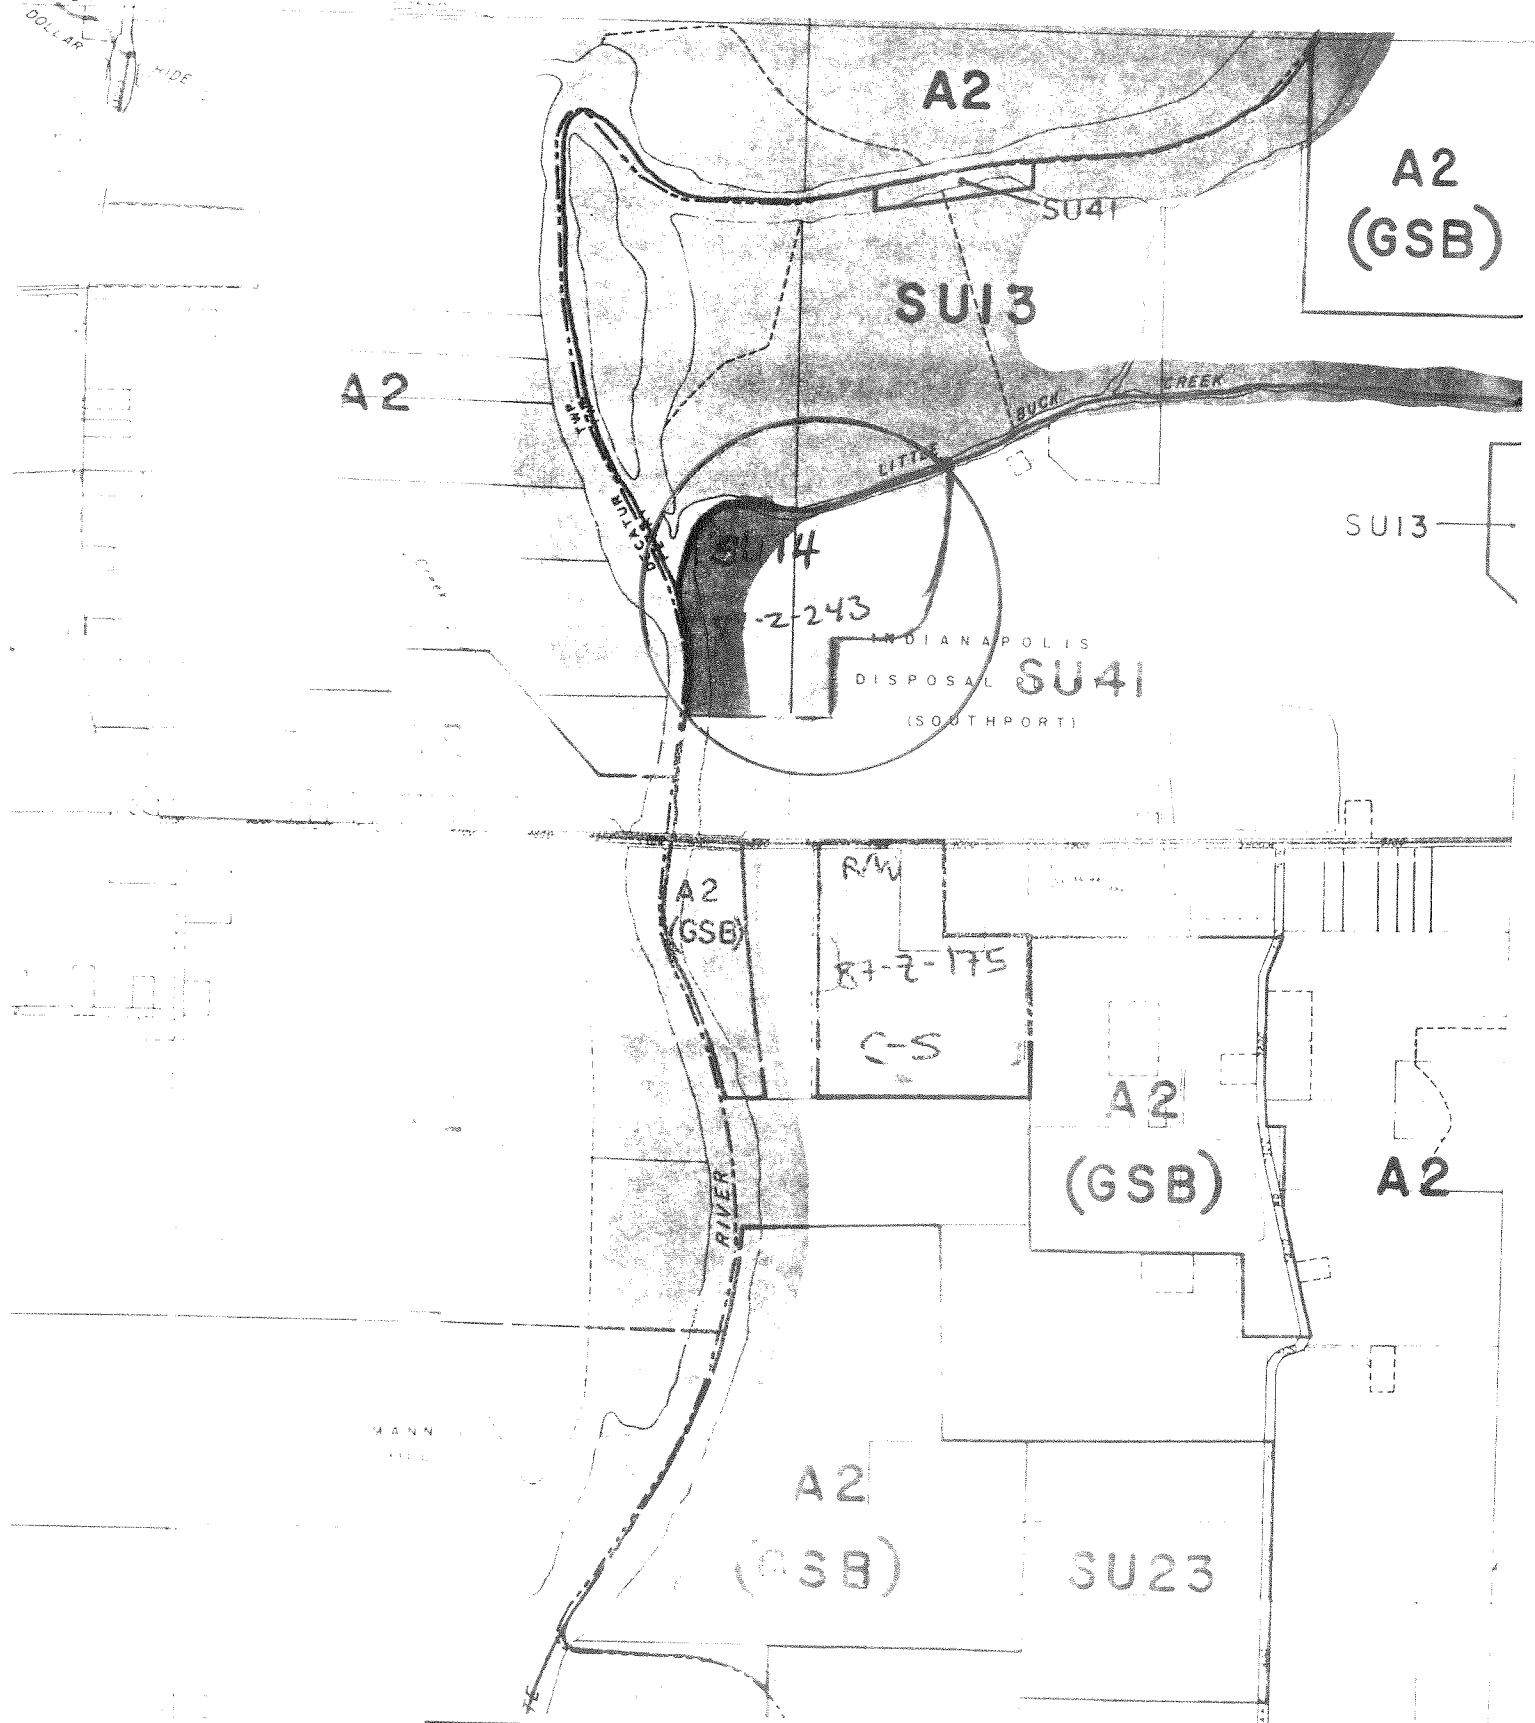 DOLLAR
HIDE
A2
A2
(GSB)
SU41
SU13
A2
TWP
LITTLE BUCK CREEK
DECATUR
SU13
SU14
-Z-243
INDIANAPOLIS
DISPOSAL
SU41
(SOUTHPORT)
A2
(GSB)
R/W
87-Z-175
C-S
A2
(GSB)
A2
RIVER
MANN
A2
(GSB)
SU23